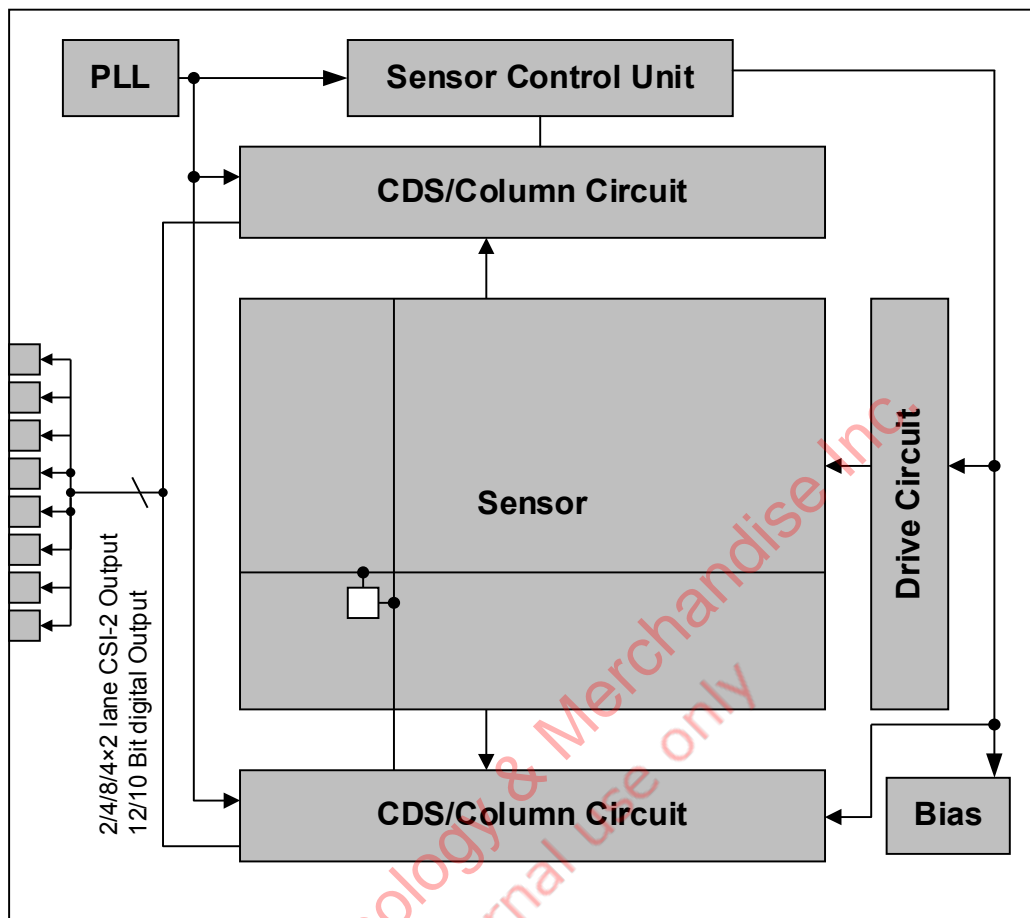 PLL
Sensor Control Unit
CDS/Column Circuit
Sensor
Drive Circuit
2/4/8/4×2 lane CSI-2 Output
12/10 Bit digital Output
CDS/Column Circuit
Bias
& Merchandise Inc.
use only